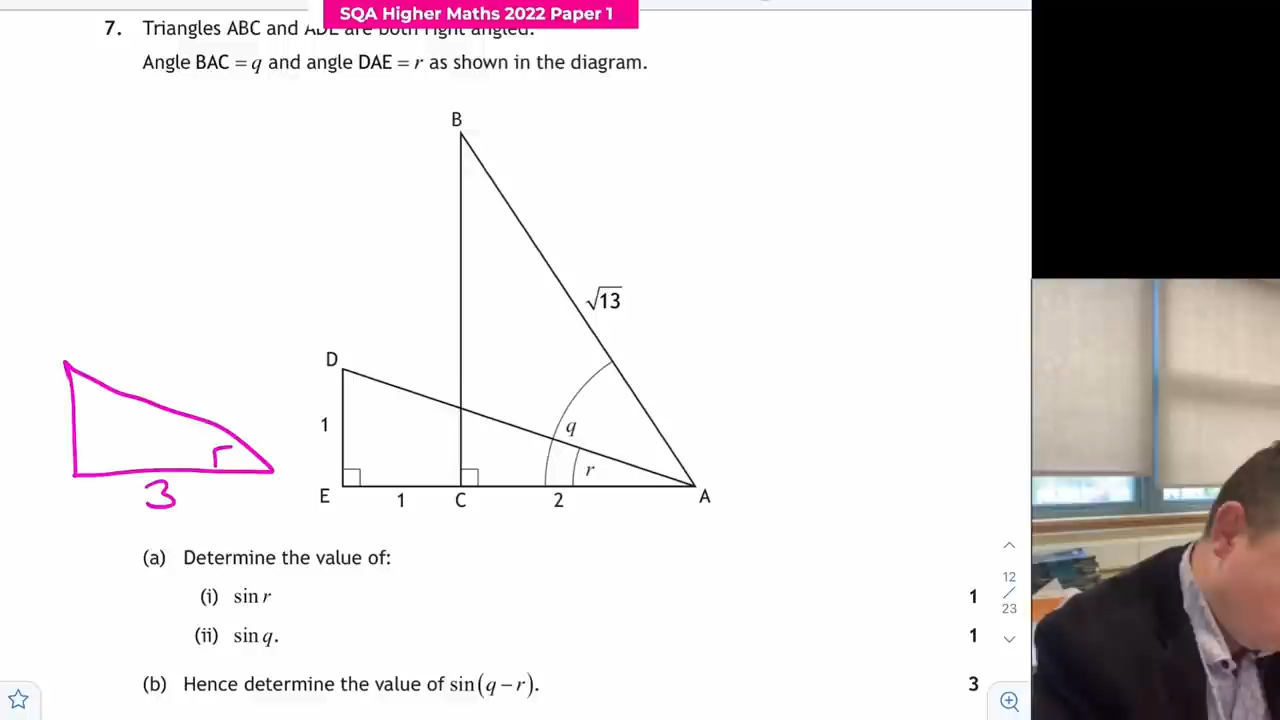 SQA Higher Maths 2022 Paper 1
7. Triangles ABC and ADE are both right angled.
Angle BAC = q and angle DAE = r as shown in the diagram.
B
√13
D
1
q
r
r
E
1
C
2
A
3
(a) Determine the value of:
(i) sin r
1
(ii) sin q.
1
(b) Hence determine the value of sin(q – r).
3
12
/
23